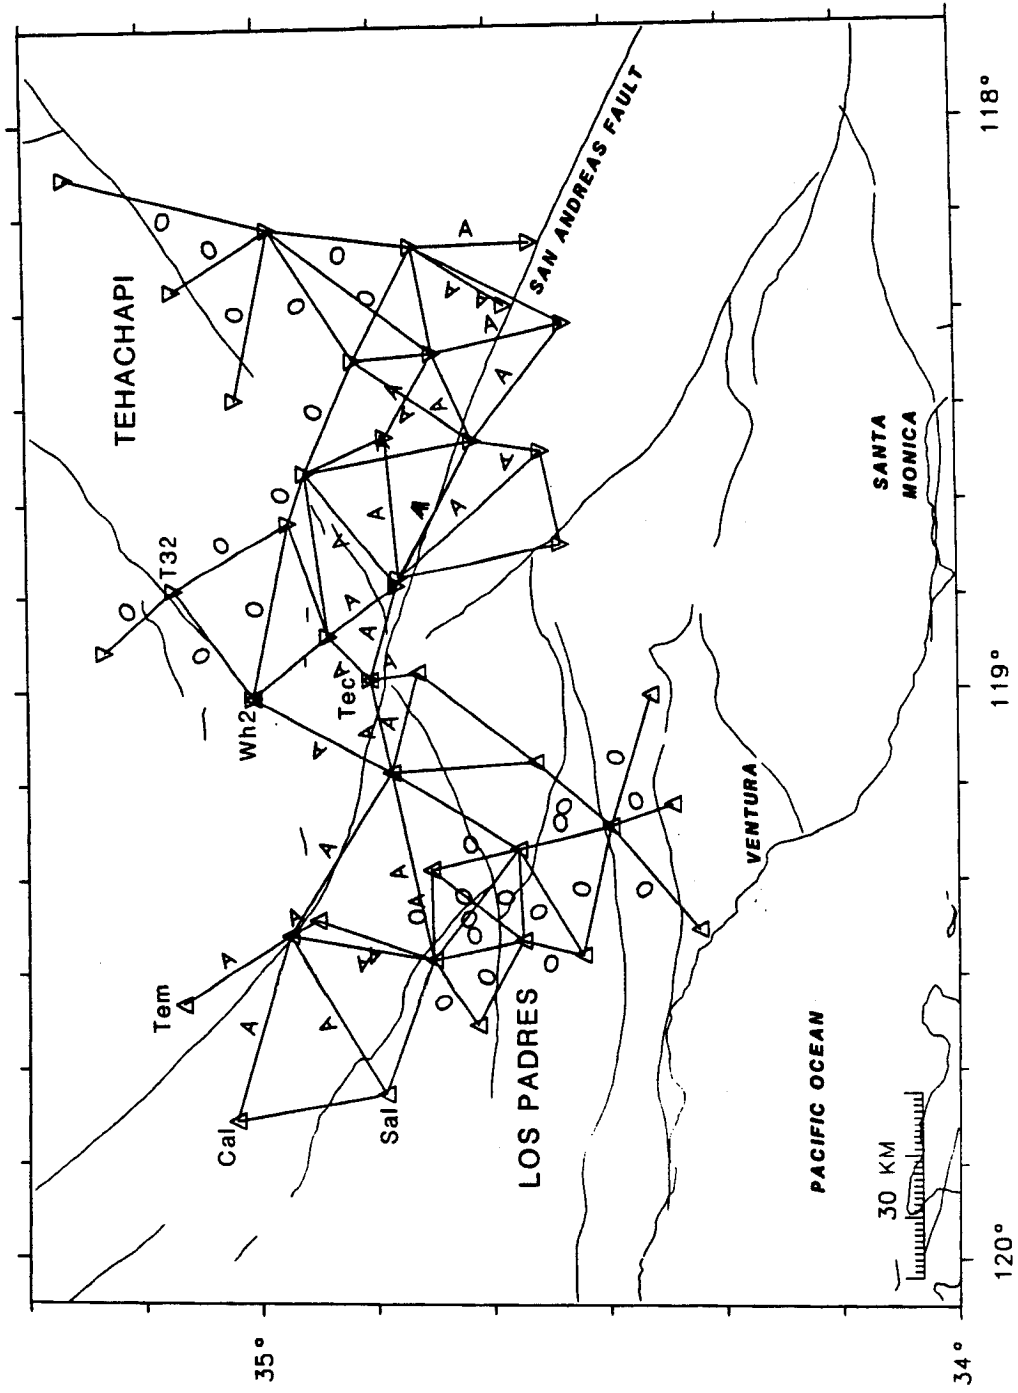 TEHACHAPI
SAN ANDREAS FAULT
T32
Wh2
Tec
Tem
Cal
Sal
LOS PADRES
VENTURA
SANTA
MONICA
PACIFIC OCEAN
30 KM
35°
34°
120°
119°
118°
OA
O
O
O
O
O
O
O
O
O
O
O
O
O
A
A
A
A
A
A
A
A
A
A
A
A